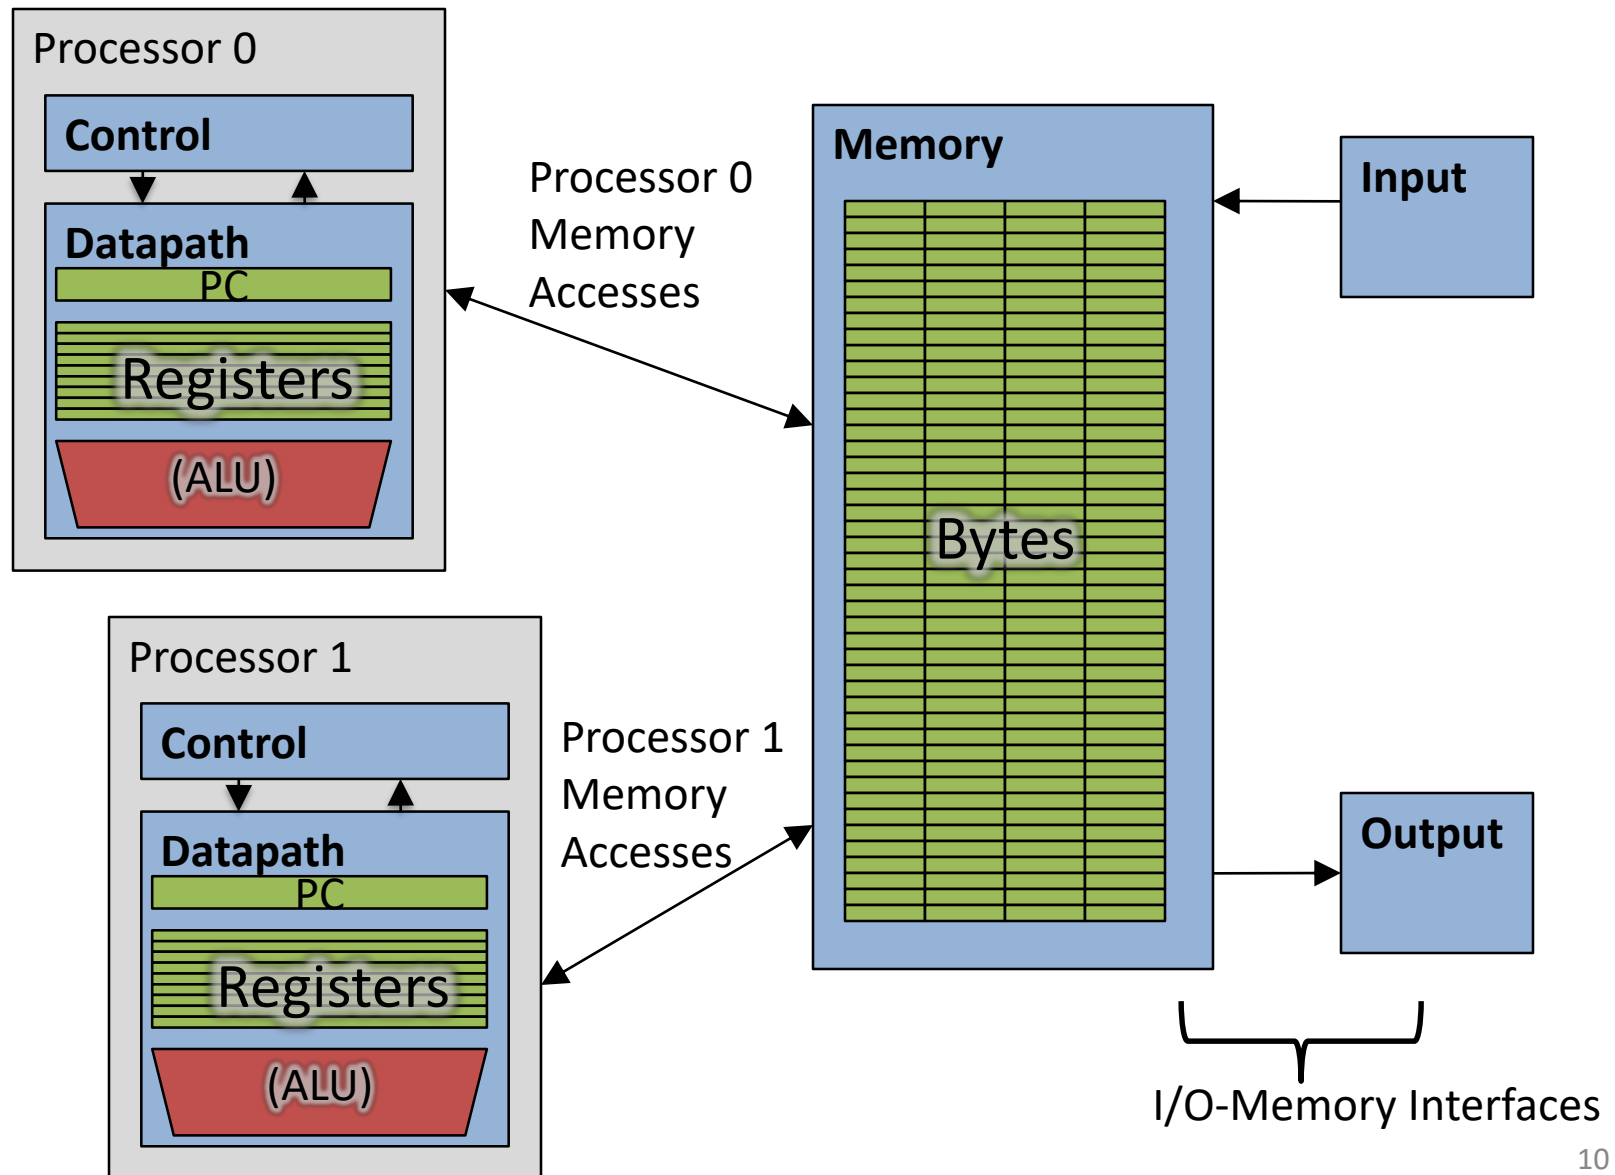 Processor 0
Control
Datapath
PC
Registers
(ALU)
Processor 0
Memory
Accesses
Memory
Bytes
Input
Processor 1
Control
Datapath
PC
Registers
(ALU)
Processor 1
Memory
Accesses
Output
I/O-Memory Interfaces
10